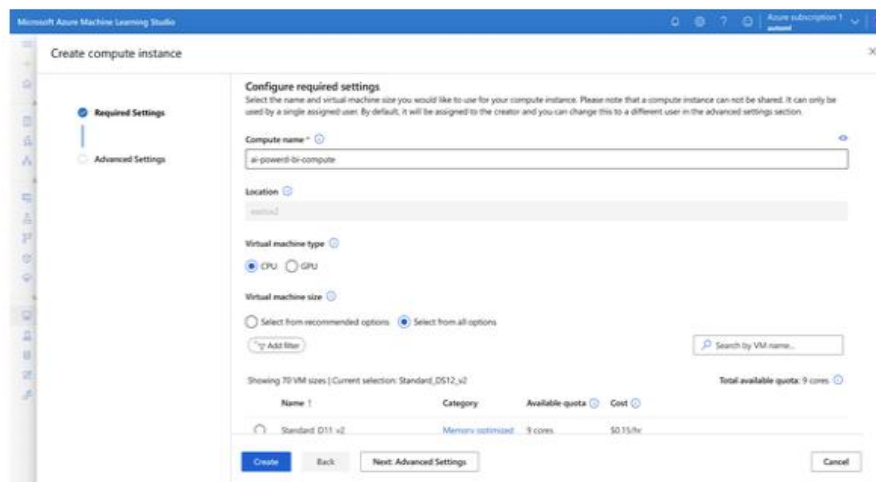 Microsoft Azure Machine Learning Studio
Azure subscription 1
automl
Create compute instance
Required Settings
Advanced Settings
Configure required settings
Select the name and virtual machine size you would like to use for your compute instance. Please note that a compute instance can not be shared. It can only be
used by a single assigned user. By default, it will be assigned to the creator and you can change this to a different user in the advanced settings section.
Compute name *
ai-powerd-bi-compute
Location
Virtual machine type
CPU
GPU
Virtual machine size
Select from recommended options
Select from all options
Add filter
Search by VM name...
Showing 70 VM sizes | Current selection: Standard_DS12_v2
Total available quota: 9 cores
Name ↑ Category Available quota Cost
Standard_D11_v2 Memory optimized 9 cores $0.15/hr
Create
Back
Next: Advanced Settings
Cancel